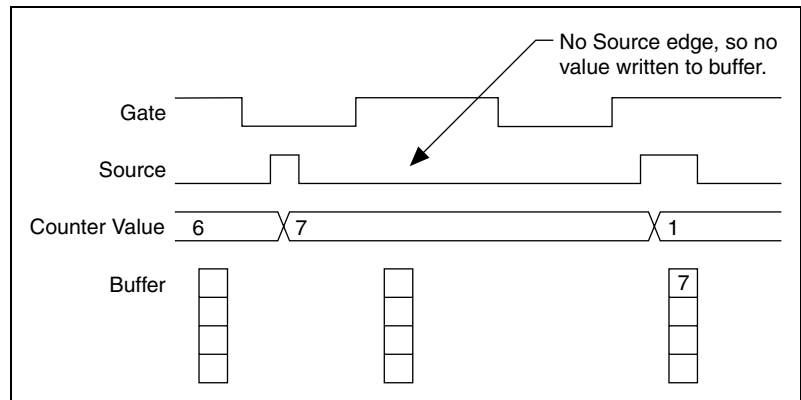 No Source edge, so no
value written to buffer.
Gate
Source
Counter Value 6 7 1
Buffer 7